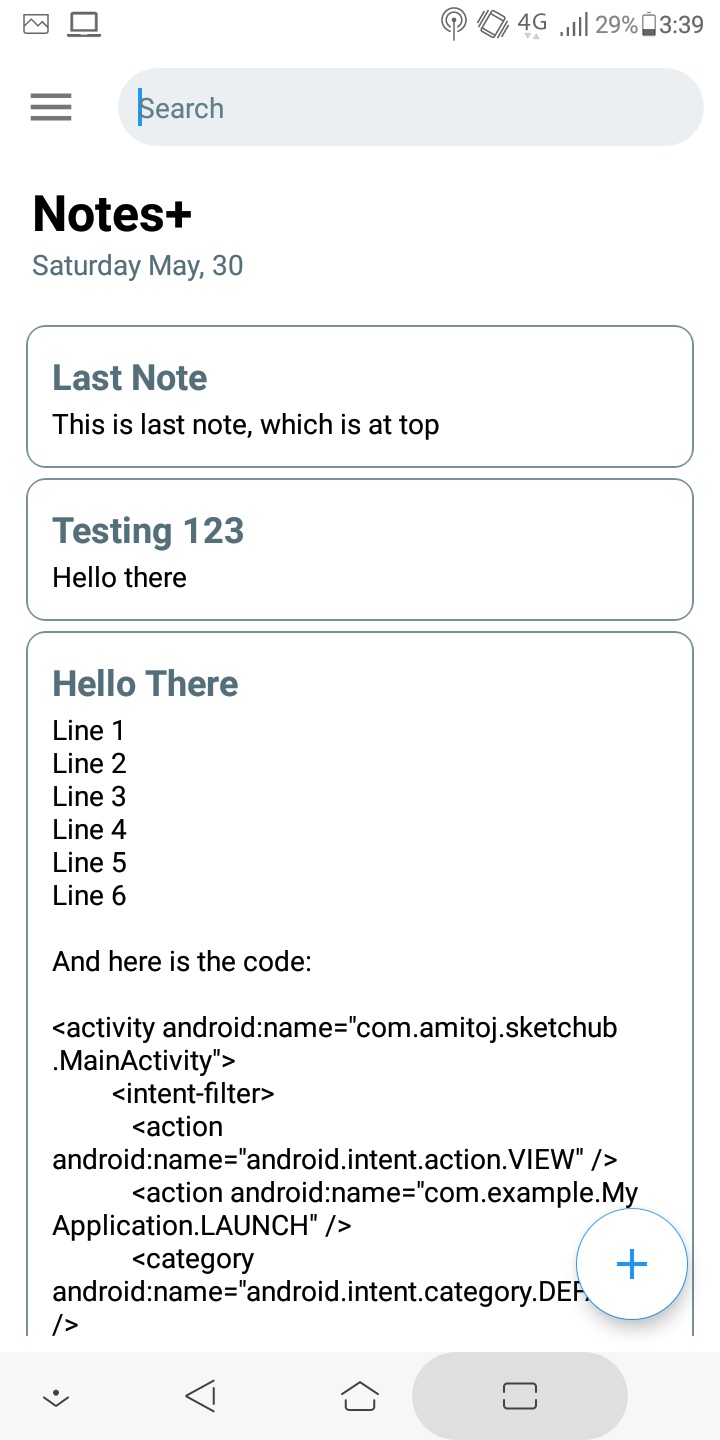 4G 29% 3:39
Search
Notes+
Saturday May, 30
Last Note
This is last note, which is at top
Testing 123
Hello there
Hello There
Line 1
Line 2
Line 3
Line 4
Line 5
Line 6
And here is the code:
<activity android:name="com.amitoj.sketchub
.MainActivity">
<intent-filter>
<action
android:name="android.intent.action.VIEW" />
<action android:name="com.example.My
Application.LAUNCH" />
<category
android:name="android.intent.category.
/>